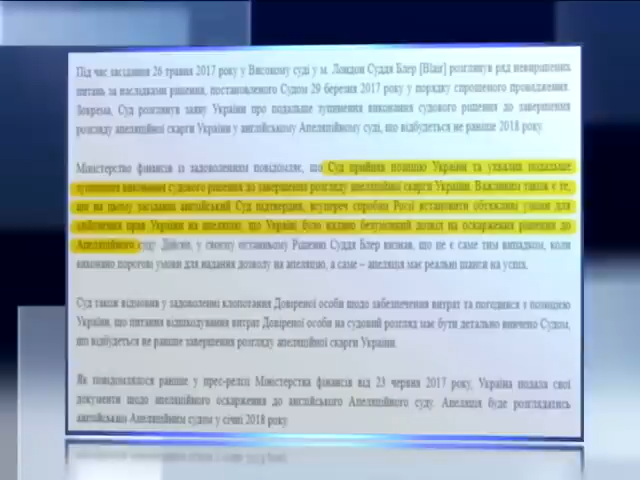 Під час засідання 26 травня 2017 року у Високому суді у м. Лондон Суддя Блер [Blair] розглянув ряд невирішених
питань за наслідками рішення, постановленого Судом 29 березня 2017 року у порядку спрощеного провадження.
Зокрема, Суд розглянув заяву України про подальше зупинення виконання судового рішення до завершення
розгляду апеляційної скарги України у англійському Апеляційному суді, що відбудеться не раніше 2018 року.
Міністерство фінансів із задоволенням повідомляє, що Суд прийняв позицію України та ухвалив подальше
зупинення виконання судового рішення до завершення розгляду апеляційної скарги України. Важливим також є те,
що на цьому засіданні англійський Суд підтвердив, всупереч спробам Росії встановити обтяжливі умови для
здійснення прав України на апеляцію, що Україні було надано безумовний дозвіл на оскарження рішення до
Апеляційного суду. Дійсно, у своєму останньому Рішенні Суддя Блер визнав, що це є саме тим випадком, коли
виконано порогові умови для надання дозволу на апеляцію, а саме – апеляція має реальні шанси на успіх.
Суд також відмовив у задоволенні клопотання Довіреної особи щодо забезпечення витрат та погодився з позицією
України, що питання відшкодування витрат Довіреної особи на судовий розгляд має бути детально вивчено Судом,
що відбудеться не раніше завершення розгляду апеляційної скарги України.
Як повідомлялося раніше у прес-релізі Міністерства фінансів від 23 червня 2017 року, Україна подала свої
документи щодо апеляційного оскарження до англійського Апеляційного суду. Апеляція буде розглядатись
англійським Апеляційним судом у січні 2018 року.